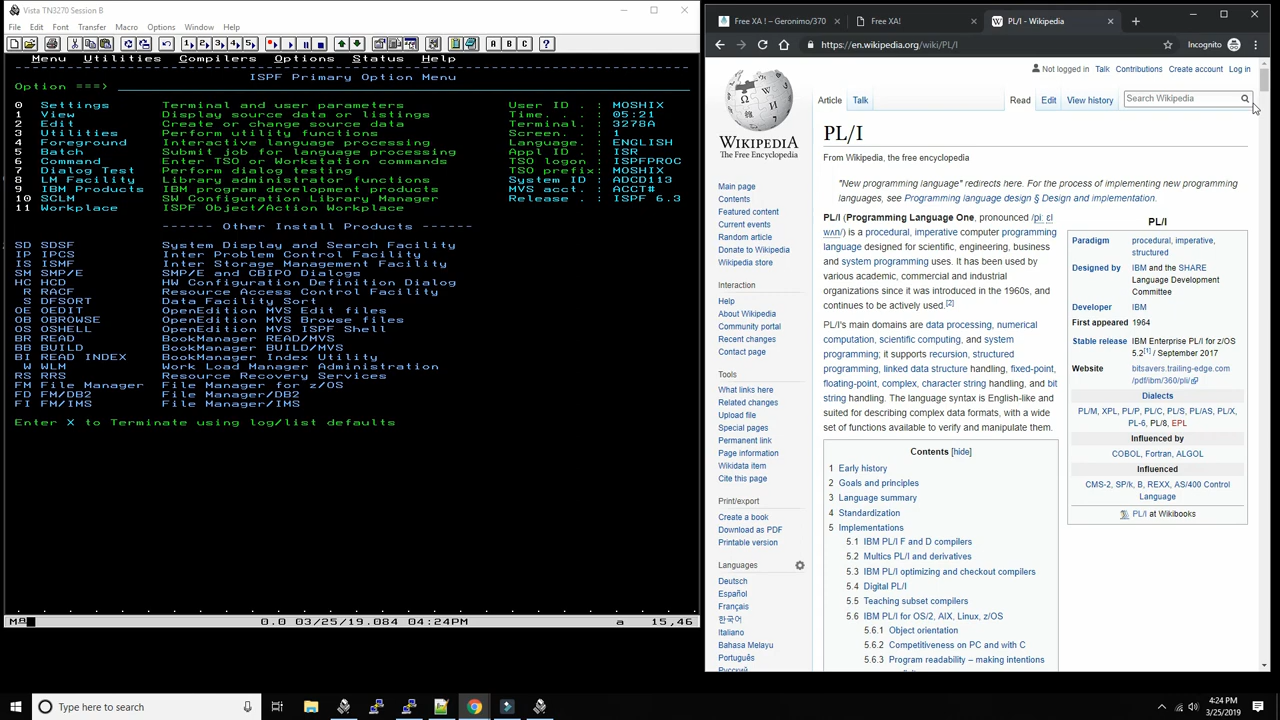 Vista TN3270 Session B
File Edit Font Transfer Macro Options Window Help
A B C ?
Menu Utilities Compilers Options Status Help
ISPF Primary Option Menu
Option ===>
0 Settings Terminal and user parameters User ID . : MOSHIX
1 View Display source data or listings Time. . . : 05:21
2 Edit Create or change source data Terminal. : 3278A
3 Utilities Perform utility functions Screen. . : 1
4 Foreground Interactive language processing Language. : ENGLISH
5 Batch Submit job for language processing Appl ID . : ISR
6 Command Enter TSO or Workstation commands TSO logon : ISPFPROC
7 Dialog Test Perform dialog testing TSO prefix: MOSHIX
8 LM Facility Library administrator functions System ID : ADCD113
9 IBM Products IBM program development products MVS acct. : ACCT#
10 SCLM SW Configuration Library Manager Release . : ISPF 6.3
11 Workplace ISPF Object/Action Workplace
------ Other Install Products ------
SD SDSF System Display and Search Facility
IP IPCS Inter Problem Control Facility
IS ISMF Inter Storage Management Facility
SM SMP/E SMP/E and CBIPO Dialogs
HC HCD HW Configuration Definition Dialog
R RACF Resource Access Control Facility
S DFSORT Data Facility Sort
OE OEDIT OpenEdition MVS Edit files
OB OBROWSE OpenEdition MVS Browse files
OS OSHELL OpenEdition MVS ISPF Shell
BR READ BookManager READ/MVS
BB BUILD BookManager BUILD/MVS
BI READ INDEX BookManager Index Utility
W WLM Work Load Manager Administration
RS RRS Resource Recovery Services
FM File Manager File Manager for z/OS
FD FM/DB2 File Manager/DB2
FI FM/IMS File Manager/IMS
Enter X to Terminate using log/list defaults
0.0 03/25/19.084 04:24PM a 15,46
Free XA ! – Geronimo/370
Free XA!
PL/I - Wikipedia
https://en.wikipedia.org/wiki/PL/I
Incognito
WIKIPEDIA
The Free Encyclopedia
Main page
Contents
Featured content
Current events
Random article
Donate to Wikipedia
Wikipedia store
Interaction
Help
About Wikipedia
Community portal
Recent changes
Contact page
Tools
What links here
Related changes
Upload file
Special pages
Permanent link
Page information
Wikidata item
Cite this page
Print/export
Create a book
Download as PDF
Printable version
Languages
Deutsch
Español
Français
한국어
Italiano
Bahasa Melayu
Português
Not logged in Talk Contributions Create account Log in
Article Talk Read Edit View history Search Wikipedia
PL/I
From Wikipedia, the free encyclopedia
"New programming language" redirects here. For the process of implementing new programming
languages, see Programming language design § Design and implementation.
PL/I (Programming Language One, pronounced /piː ɛl
wʌn/) is a procedural, imperative computer programming
language designed for scientific, engineering, business
and system programming uses. It has been used by
various academic, commercial and industrial
organizations since it was introduced in the 1960s, and
continues to be actively used.[2]
PL/I's main domains are data processing, numerical
computation, scientific computing, and system
programming; it supports recursion, structured
programming, linked data structure handling, fixed-point,
floating-point, complex, character string handling, and bit
string handling. The language syntax is English-like and
suited for describing complex data formats, with a wide
set of functions available to verify and manipulate them.
Contents [hide]
1 Early history
2 Goals and principles
3 Language summary
4 Standardization
5 Implementations
5.1 IBM PL/I F and D compilers
5.2 Multics PL/I and derivatives
5.3 IBM PL/I optimizing and checkout compilers
5.4 Digital PL/I
5.5 Teaching subset compilers
5.6 IBM PL/I for OS/2, AIX, Linux, z/OS
5.6.1 Object orientation
5.6.2 Competitiveness on PC and with C
5.6.3 Program readability – making intentions
PL/I
Paradigm procedural, imperative,
structured
Designed by IBM and the SHARE
Language Development
Committee
Developer IBM
First appeared 1964
Stable release IBM Enterprise PL/I for z/OS
5.2[1] / September 2017
Website bitsavers.trailing-edge.com
/pdf/ibm/360/pli/
Dialects
PL/M, XPL, PL/P, PL/C, PL/S, PL/AS, PL/X,
PL-6, PL/8, EPL
Influenced by
COBOL, Fortran, ALGOL
Influenced
CMS-2, SP/k, B, REXX, AS/400 Control
Language
PL/I at Wikibooks
Type here to search
4:24 PM
3/25/2019